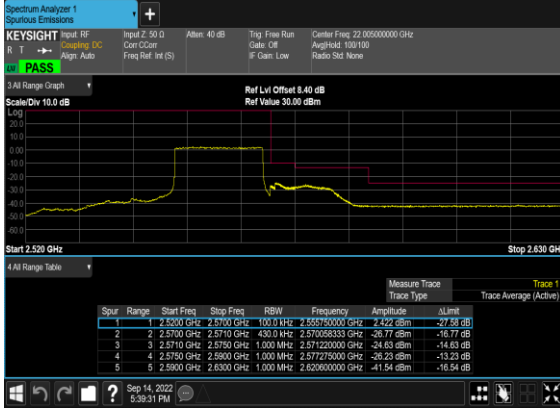 Spectrum Analyzer 1
Spurious Emissions
+
KEYSIGHT Input: RF Input Z: 50 Ω Atten: 40 dB Trig: Free Run Center Freq: 22.005000000 GHz
R T Coupling: DC Corr CCorr Gate: Off Avg|Hold: 100/100
Align: Auto Freq Ref: Int (S) IF Gain: Low Radio Std: None
LXI PASS
3 All Range Graph
Ref Lvl Offset 8.40 dB
Scale/Div 10.0 dB Ref Value 30.00 dBm
Log
20.0
10.0
0.00
-10.0
-20.0
-30.0
-40.0
-50.0
-60.0
Start 2.520 GHz Stop 2.630 GH
4 All Range Table
Measure Trace Trace 1
Trace Type Trace Average (Active)
Spur Range Start Freq Stop Freq RBW Frequency Amplitude ΔLimit
1 1 2.5200 GHz 2.5700 GHz 100.0 kHz 2.555750000 GHz 2.422 dBm -27.58 dB
2 2 2.5700 GHz 2.5710 GHz 430.0 kHz 2.570058333 GHz -26.77 dBm -16.77 dB
3 3 2.5710 GHz 2.5750 GHz 1.000 MHz 2.571220000 GHz -24.63 dBm -14.63 dB
4 4 2.5750 GHz 2.5900 GHz 1.000 MHz 2.577275000 GHz -26.23 dBm -13.23 dB
5 5 2.5900 GHz 2.6300 GHz 1.000 MHz 2.620600000 GHz -41.54 dBm -16.54 dB
? Sep 14, 2022
5:39:31 PM